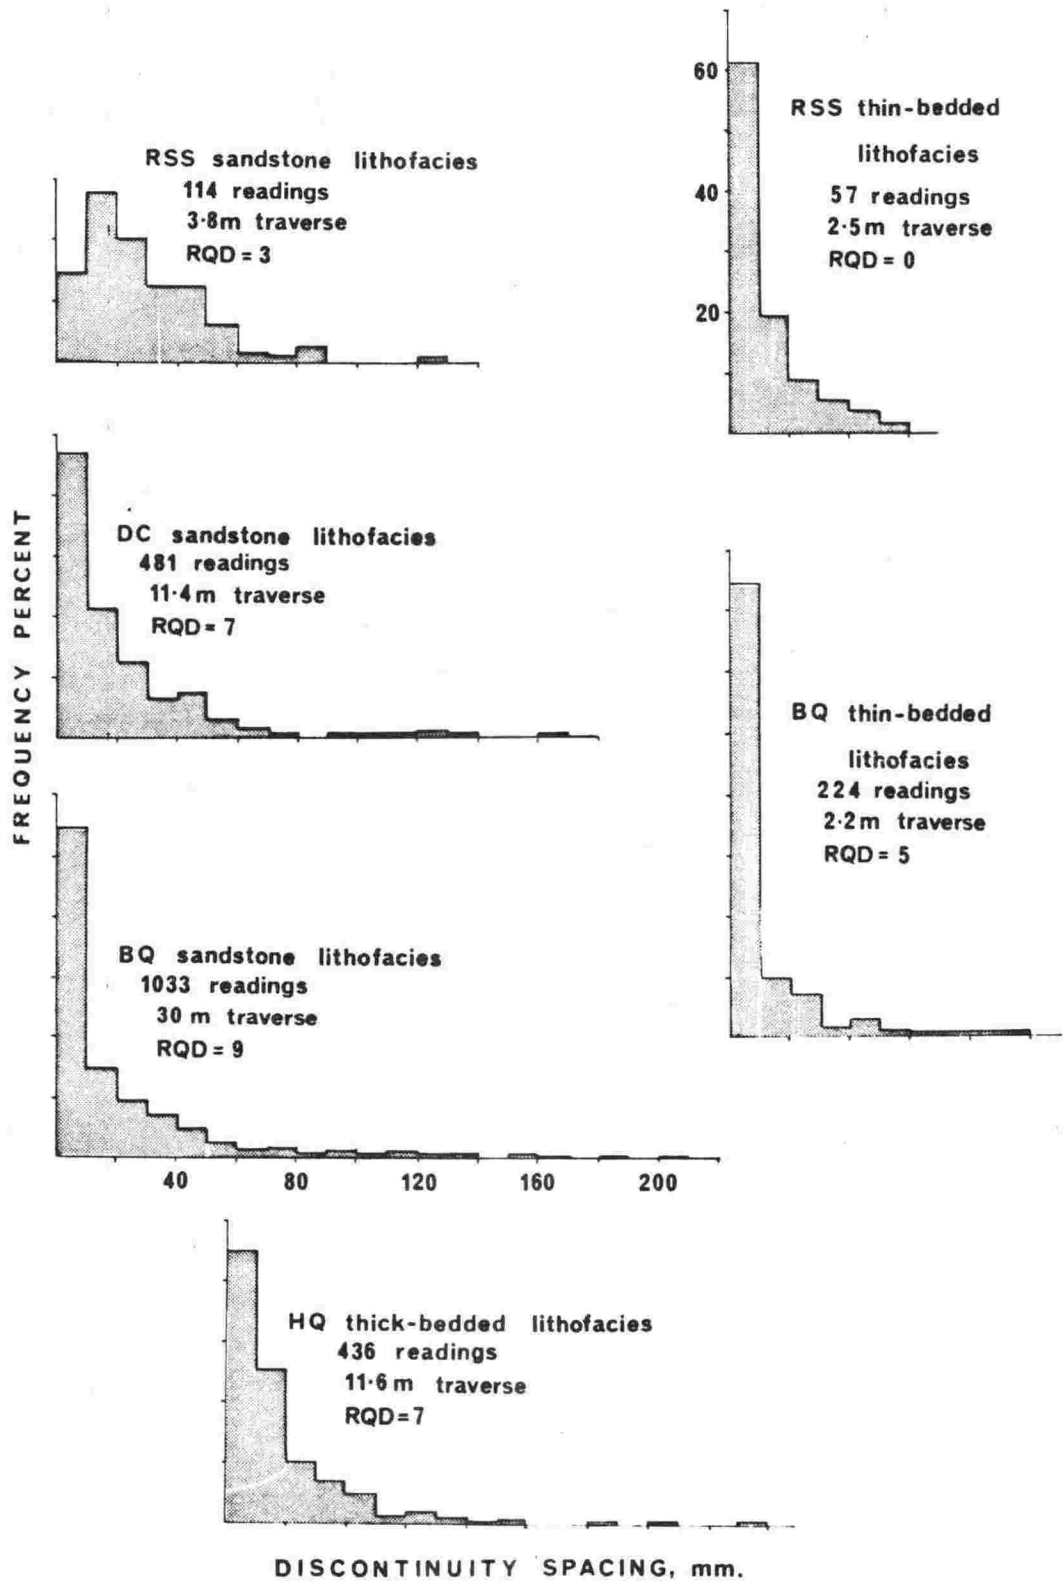 RSS sandstone lithofacies
114 readings
3·8m traverse
RQD = 3
60
40
20
RSS thin-bedded
lithofacies
57 readings
2·5m traverse
RQD = 0
FREQUENCY PERCENT
DC sandstone lithofacies
481 readings
11·4m traverse
RQD = 7
BQ thin-bedded
lithofacies
224 readings
2·2m traverse
RQD = 5
BQ sandstone lithofacies
1033 readings
30 m traverse
RQD = 9
40 80 120 160 200
HQ thick-bedded lithofacies
436 readings
11·6m traverse
RQD=7
DISCONTINUITY SPACING, mm.